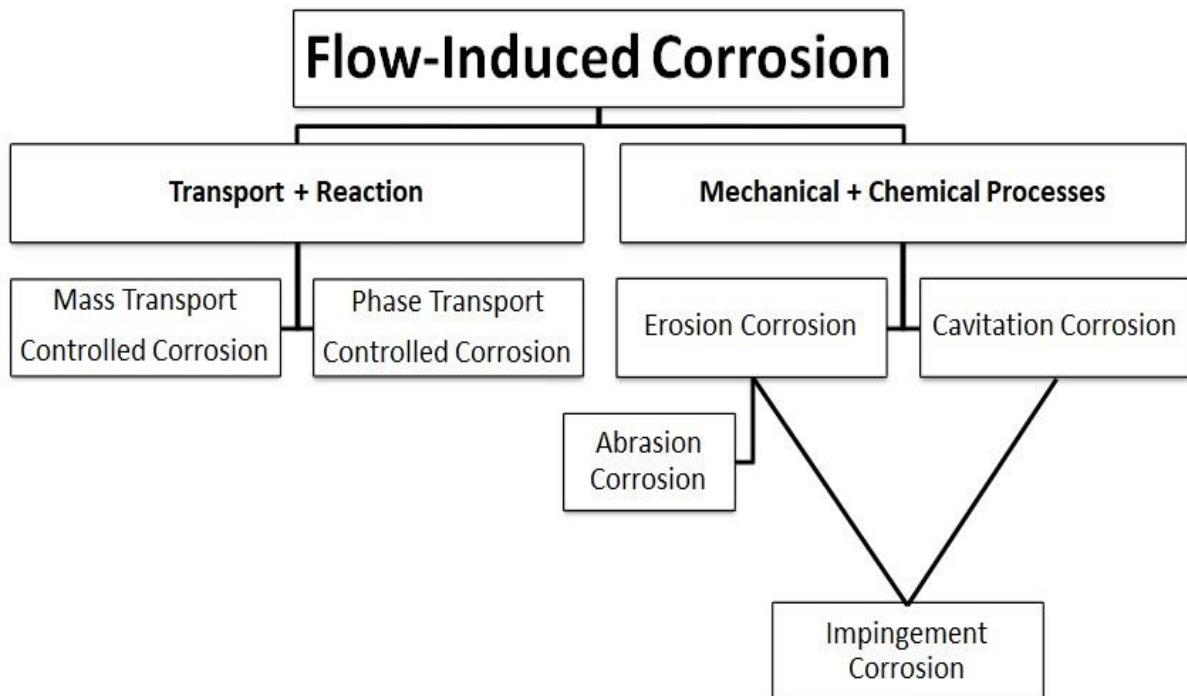 Flow-Induced Corrosion
Transport + Reaction
Mechanical + Chemical Processes
Mass Transport
Controlled Corrosion
Phase Transport
Controlled Corrosion
Erosion Corrosion
Cavitation Corrosion
Abrasion
Corrosion
Impingement
Corrosion